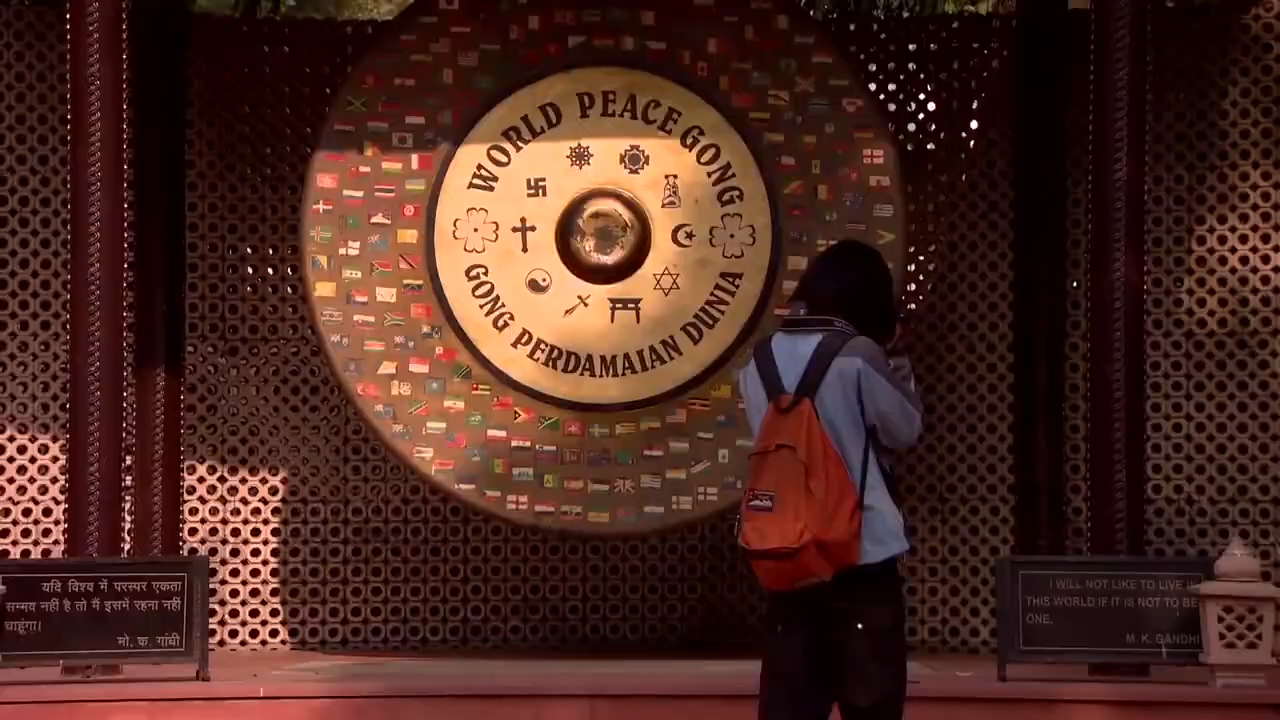 WORLD PEACE GONG
GONG PERDAMAIAN DUNIA
यदि विश्व में परस्पर एकता
सम्भव नहीं है तो मैं इसमें रहना नहीं
चाहूंगा।
मो. क. गांधी
I WILL NOT LIKE TO LIVE IN
THIS WORLD IF IT IS NOT TO BE
ONE.
M. K. GANDHI